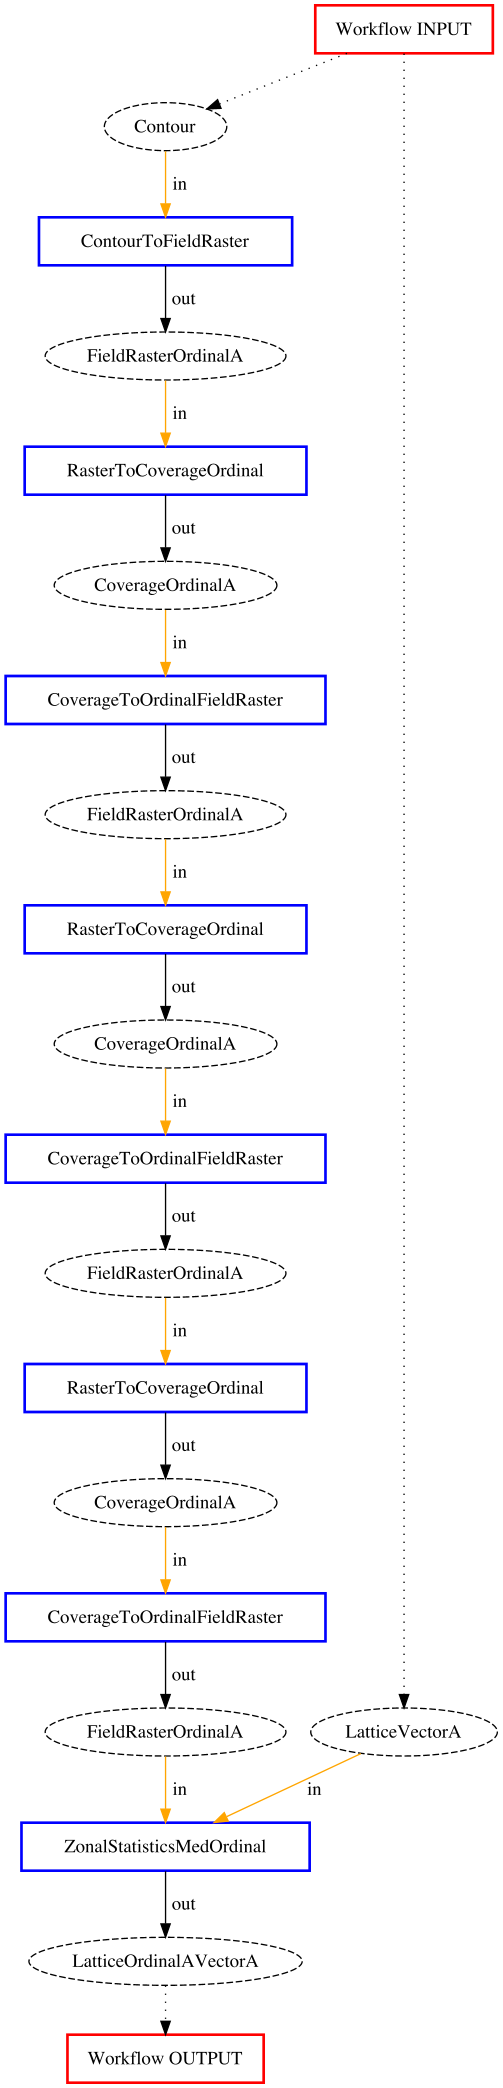 Workflow INPUT
Contour
in
ContourToFieldRaster
out
FieldRasterOrdinalA
in
RasterToCoverageOrdinal
out
CoverageOrdinalA
in
CoverageToOrdinalFieldRaster
out
FieldRasterOrdinalA
in
RasterToCoverageOrdinal
out
CoverageOrdinalA
in
CoverageToOrdinalFieldRaster
out
FieldRasterOrdinalA
in
RasterToCoverageOrdinal
out
CoverageOrdinalA
in
CoverageToOrdinalFieldRaster
out
FieldRasterOrdinalA
LatticeVectorA
in
in
ZonalStatisticsMedOrdinal
out
LatticeOrdinalAVectorA
Workflow OUTPUT